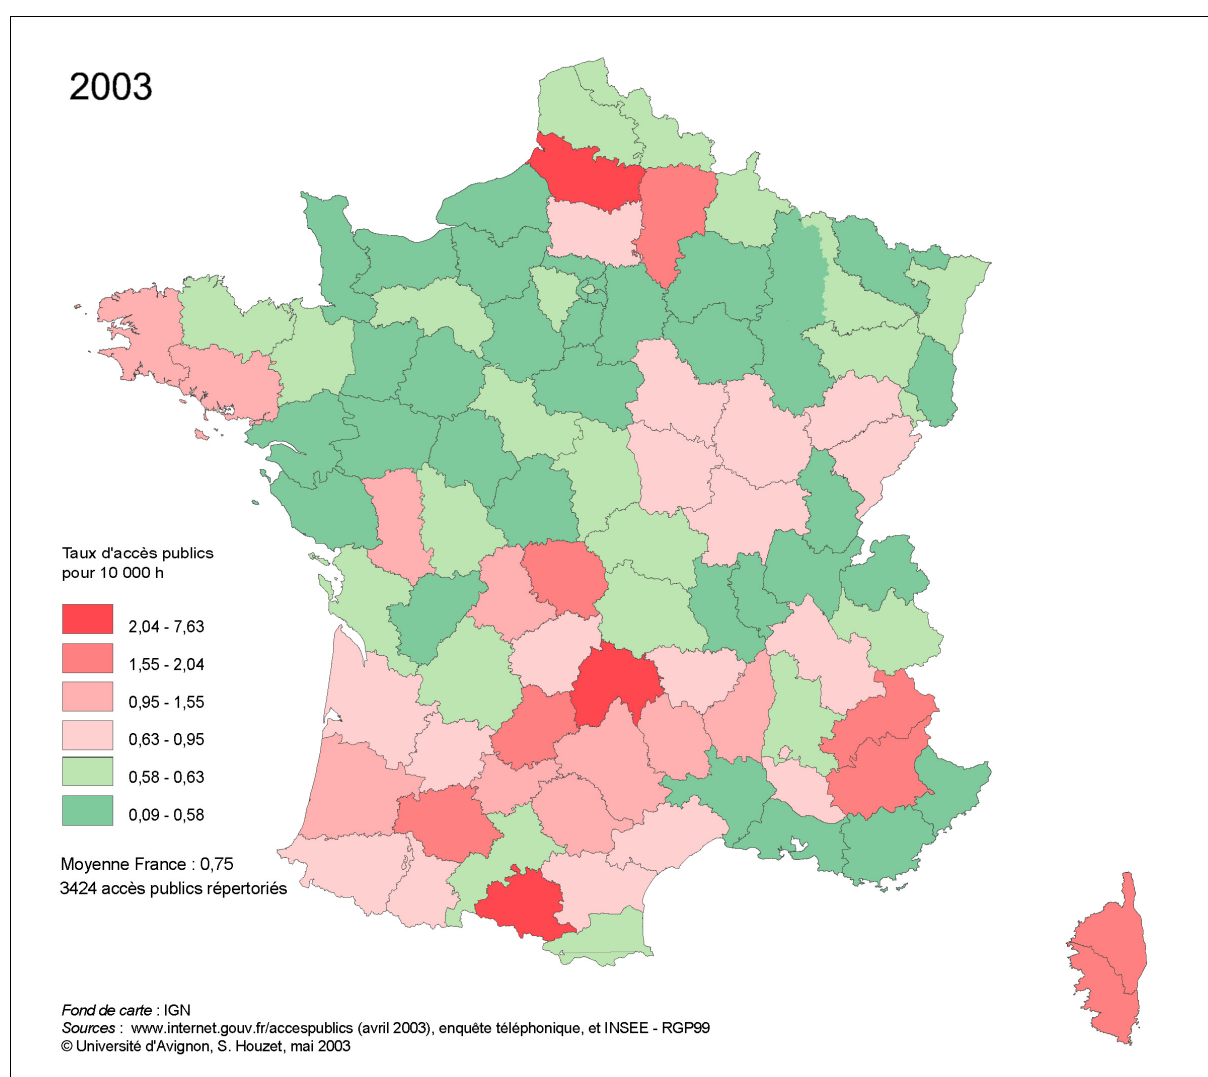 2003
Taux d'accès publics
pour 10 000 h
2,04 - 7,63
1,55 - 2,04
0,95 - 1,55
0,63 - 0,95
0,58 - 0,63
0,09 - 0,58
Moyenne France : 0,75
3424 accès publics répertoriés
Fond de carte : IGN
Sources : www.internet.gouv.fr/accespublics (avril 2003), enquête téléphonique, et INSEE - RGP99
© Université d'Avignon, S. Houzet, mai 2003